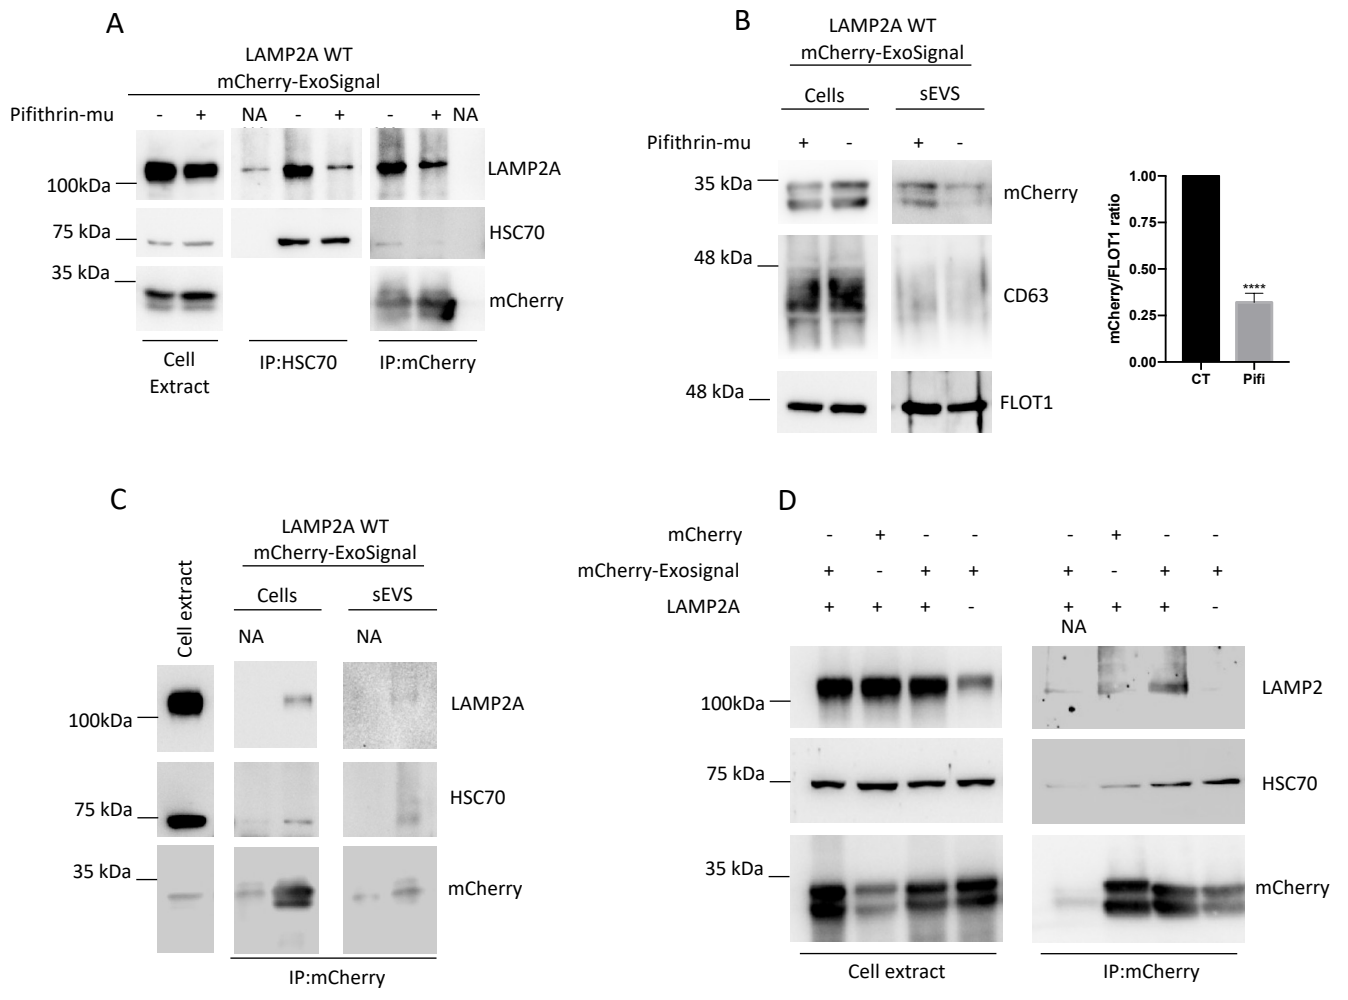 A
LAMP2A WT
mCherry-ExoSignal
Pifithrin-mu - + NA - + - + NA
LAMP2A
100kDa
75 kDa
HSC70
35 kDa
mCherry
Cell
Extract
IP:HSC70
IP:mCherry
B
LAMP2A WT
mCherry-ExoSignal
Cells sEVS
Pifithrin-mu + - + -
35 kDa
mCherry
48 kDa
CD63
48 kDa
FLOT1
mCherry/FLOT1 ratio
1.00
0.75
0.50
0.25
0.00
****
CT Pifi
C
LAMP2A WT
mCherry-ExoSignal
Cell extract
Cells sEVS
NA NA
LAMP2A
100kDa
HSC70
75 kDa
35 kDa
mCherry
IP:mCherry
D
mCherry - + - - - + - -
mCherry-Exosignal + - + + + - + +
LAMP2A + + + - + + + -
NA
LAMP2
100kDa
75 kDa
HSC70
35 kDa
mCherry
Cell extract
IP:mCherry